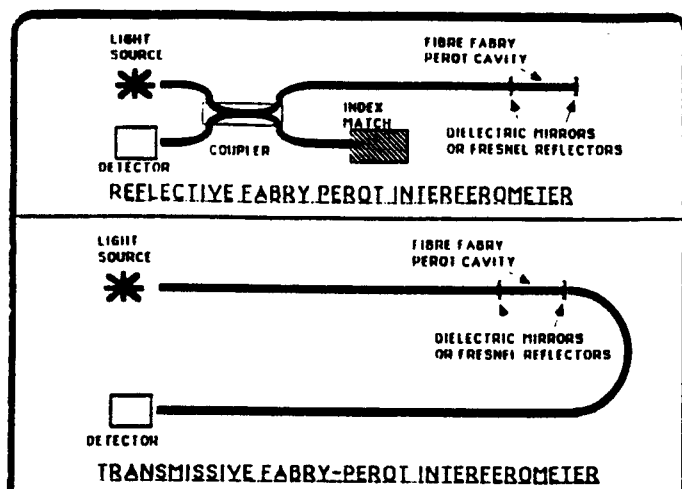 LIGHT
SOURCE
FIBRE FABRY
PEROT CAVITY
INDEX
MATCH
COUPLER
DETECTOR
DIELECTRIC MIRRORS
OR FRESNEL REFLECTORS
REFLECTIVE FABRY PEROT INTERFEROMETER
LIGHT
SOURCE
FIBRE FABRY
PEROT CAVITY
DIELECTRIC MIRRORS
OR FRESNEL REFLECTORS
DETECTOR
TRANSMISSIVE FABRY-PEROT INTERFEROMETER